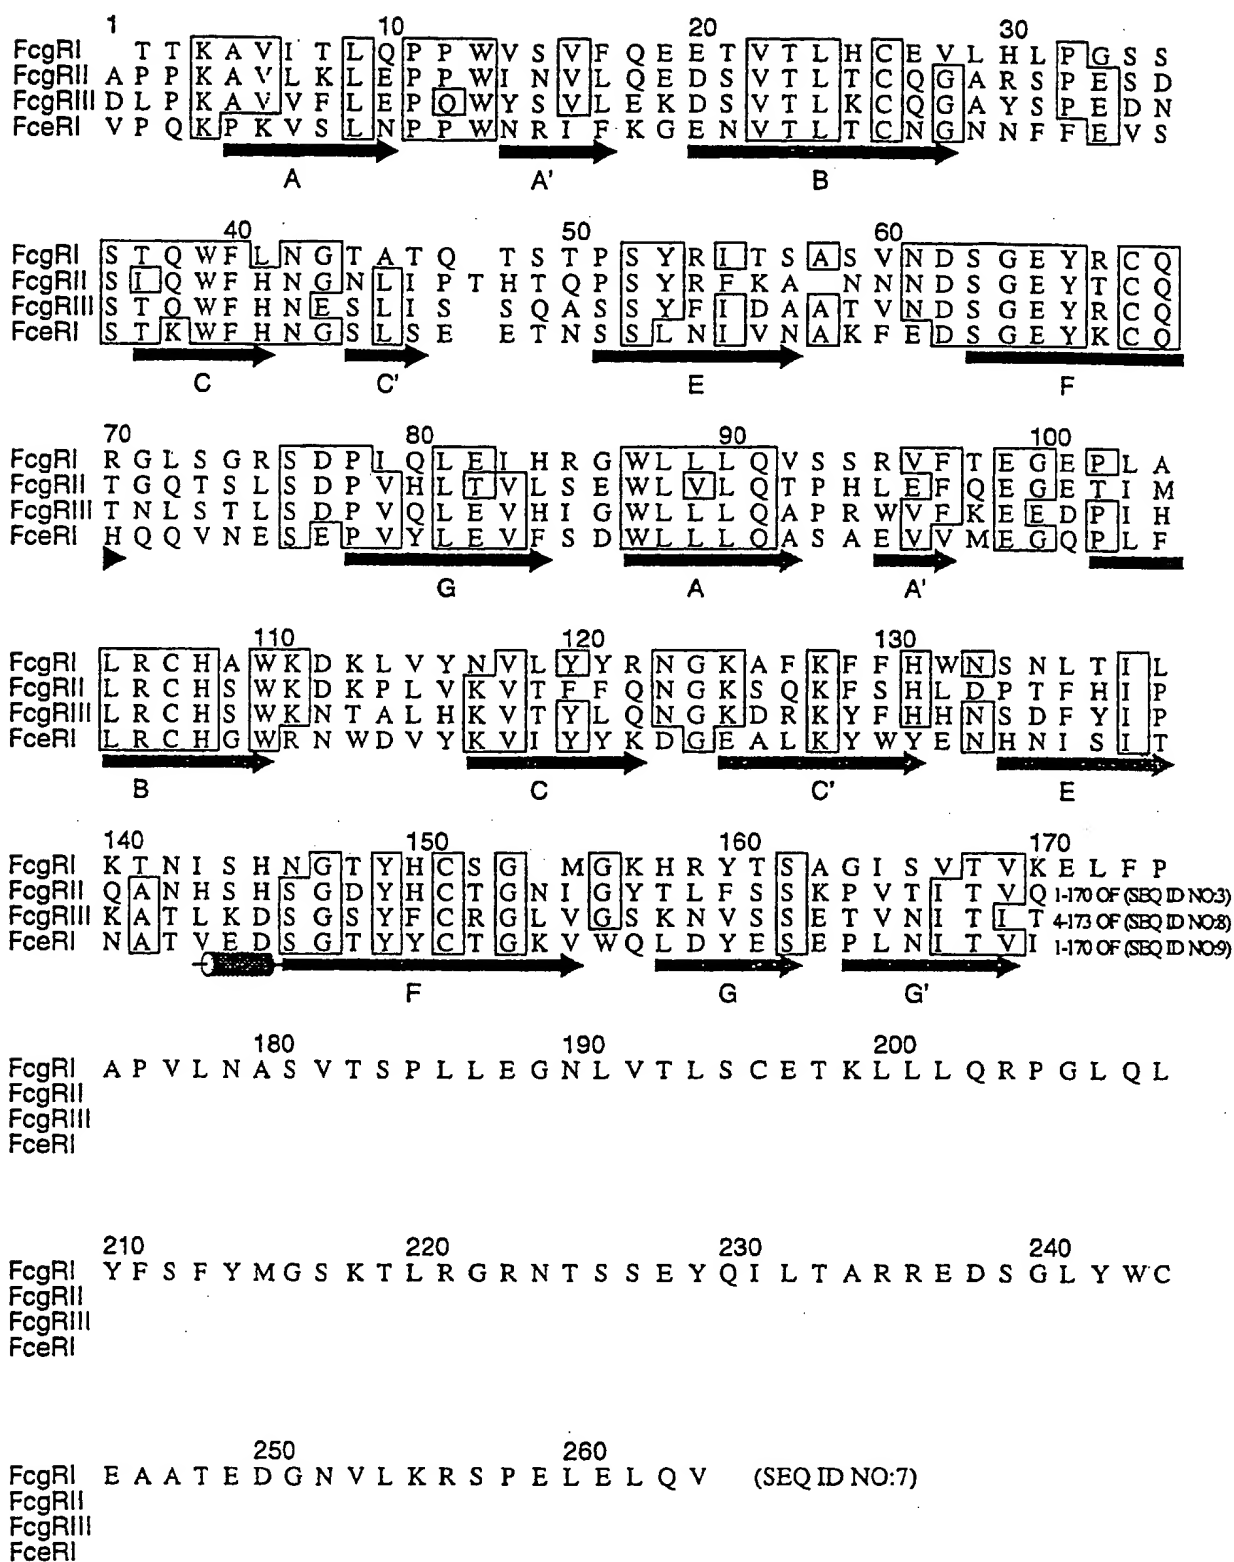 1 10 20 30
FcgRI T T K A V I T L Q P P W V S V F Q E E T V T L H C E V L H L P G S S
FcgRII A P P K A V L K L E P P W I N V L Q E D S V T L T C Q G A R S P E S D
FcgRIII D L P K A V V F L E P Q W Y S V L E K D S V T L K C Q G A Y S P E D N
FceRI V P Q K P K V S L N P P W N R I F K G E N V T L T C N G N N F F E V S
A A' B
40 50 60
FcgRI S T Q W F L N G T A T Q T S T P S Y R I T S A S V N D S G E Y R C Q
FcgRII S I Q W F H N G N L I P T H T Q P S Y R F K A N N N D S G E Y T C Q
FcgRIII S T Q W F H N E S L I S S Q A S S Y F I D A A T V N D S G E Y R C Q
FceRI S T K W F H N G S L S E E T N S S L N I V N A K F E D S G E Y K C Q
C C' E F
70 80 90 100
FcgRI R G L S G R S D P I Q L E I H R G W L L L Q V S S R V F T E G E P L A
FcgRII T G Q T S L S D P V H L T V L S E W L V L Q T P H L E F Q E G E T I M
FcgRIII T N L S T L S D P V Q L E V H I G W L L L Q A P R W V F K E E D P I H
FceRI H Q Q V N E S E P V Y L E V F S D W L L L Q A S A E V V M E G Q P L F
G A A'
110 120 130
FcgRI L R C H A W K D K L V Y N V L Y Y R N G K A F K F F H W N S N L T I L
FcgRII L R C H S W K D K P L V K V T F F Q N G K S Q K F S H L D P T F H I P
FcgRIII L R C H S W K N T A L H K V T Y L Q N G K D R K Y F H H N S D F Y I P
FceRI L R C H G W R N W D V Y K V I Y Y K D G E A L K Y W Y E N H N I S I T
B C C' E
140 150 160 170
FcgRI K T N I S H N G T Y H C S G M G K H R Y T S A G I S V T V K E L F P
FcgRII Q A N H S H S G D Y H C T G N I G Y T L F S S K P V T I T V Q 1-170 OF (SEQ ID NO:3)
FcgRIII K A T L K D S G S Y F C R G L V G S K N V S S E T V N I T I T 4-173 OF (SEQ ID NO:8)
FceRI N A T V E D S G T Y Y C T G K V W Q L D Y E S E P L N I T V I 1-170 OF (SEQ ID NO:9)
F G G'
180 190 200
FcgRI A P V L N A S V T S P L L E G N L V T L S C E T K L L L Q R P G L Q L
FcgRII
FcgRIII
FceRI
210 220 230 240
FcgRI Y F S F Y M G S K T L R G R N T S S E Y Q I L T A R R E D S G L Y W C
FcgRII
FcgRIII
FceRI
250 260
FcgRI E A A T E D G N V L K R S P E L E L Q V (SEQ ID NO:7)
FcgRII
FcgRIII
FceRI